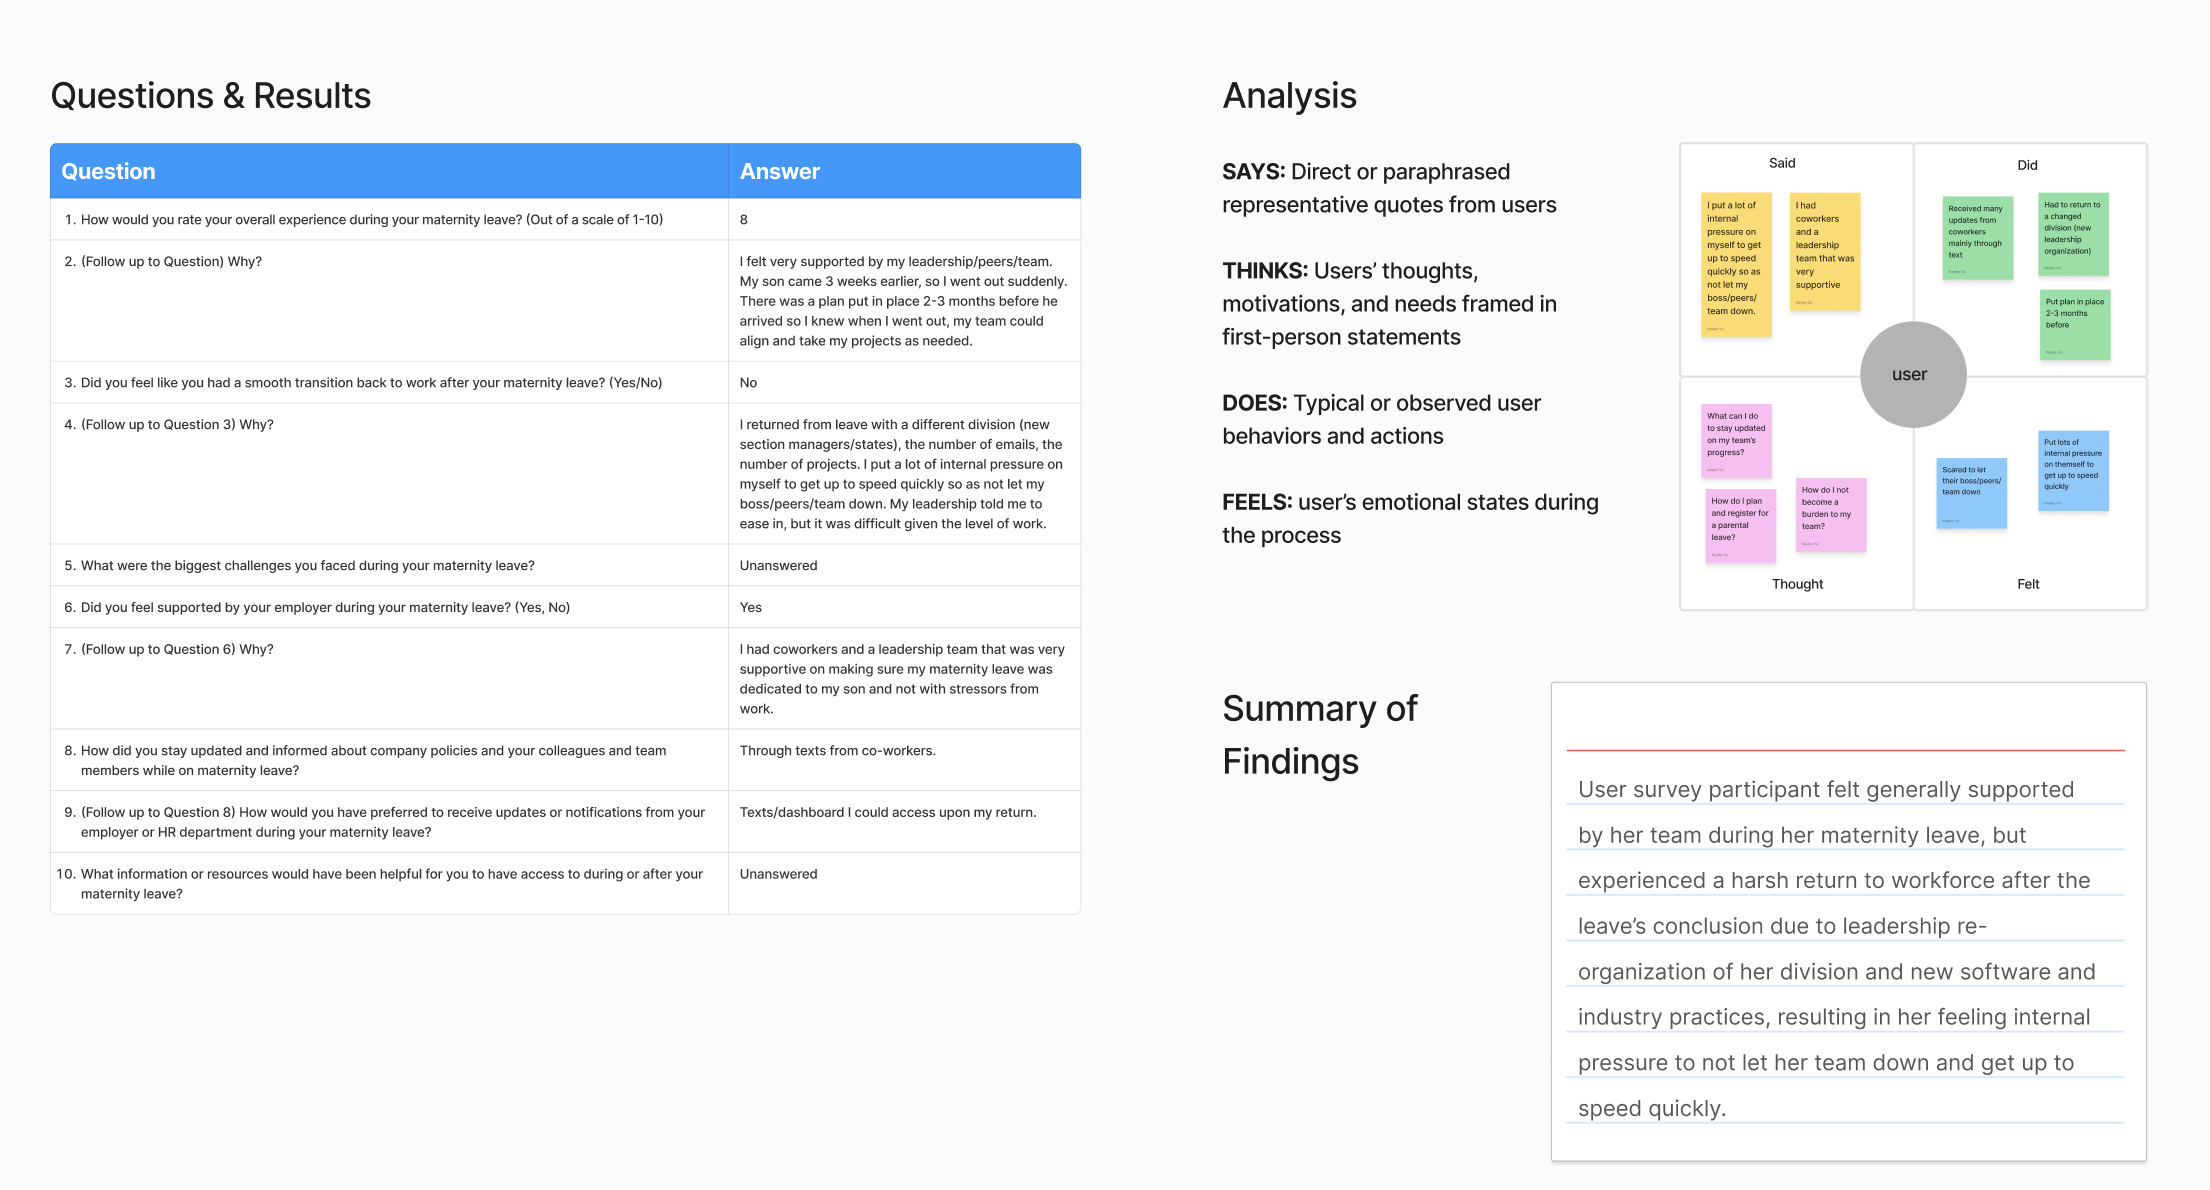 Questions & Results
Question
Answer
1. How would you rate your overall experience during your maternity leave? (Out of a scale of 1-10)
8
2. (Follow up to Question) Why?
I felt very supported by my leadership/peers/team.
My son came 3 weeks earlier, so I went out suddenly.
There was a plan put in place 2-3 months before he
arrived so I knew when I went out, my team could
align and take my projects as needed.
3. Did you feel like you had a smooth transition back to work after your maternity leave? (Yes/No)
No
4. (Follow up to Question 3) Why?
I returned from leave with a different division (new
section managers/states), the number of emails, the
number of projects. I put a lot of internal pressure on
myself to get up to speed quickly so as not let my
boss/peers/team down. My leadership told me to
ease in, but it was difficult given the level of work.
5. What were the biggest challenges you faced during your maternity leave?
Unanswered
6. Did you feel supported by your employer during your maternity leave? (Yes, No)
Yes
7. (Follow up to Question 6) Why?
I had coworkers and a leadership team that was very
supportive on making sure my maternity leave was
dedicated to my son and not with stressors from
work.
8. How did you stay updated and informed about company policies and your colleagues and team
members while on maternity leave?
Through texts from co-workers.
9. (Follow up to Question 8) How would you have preferred to receive updates or notifications from your
employer or HR department during your maternity leave?
Texts/dashboard I could access upon my return.
10. What information or resources would have been helpful for you to have access to during or after your
maternity leave?
Unanswered
Analysis
SAYS: Direct or paraphrased
representative quotes from users
THINKS: Users’ thoughts,
motivations, and needs framed in
first-person statements
DOES: Typical or observed user
behaviors and actions
FEELS: user’s emotional states during
the process
Said
I put a lot of
internal
pressure on
myself to get
up to speed
quickly so as
not let my
boss/peers/
team down.
I had
coworkers
and a
leadership
team that was
very
supportive
Did
Received many
updates from
coworkers
mainly through
text
Had to return to
a changed
division (new
leadership
organization)
Put plan in place
2-3 months
before
user
What can I do
to stay updated
on my team's
progress?
How do I plan
and register for
a parental
leave?
How do I not
become a
burden to my
team?
Thought
Scared to let
their boss/peers/
team down
Put lots of
internal pressure
on themself to
get up to speed
quickly
Felt
Summary of
Findings
User survey participant felt generally supported
by her team during her maternity leave, but
experienced a harsh return to workforce after the
leave’s conclusion due to leadership re-
organization of her division and new software and
industry practices, resulting in her feeling internal
pressure to not let her team down and get up to
speed quickly.